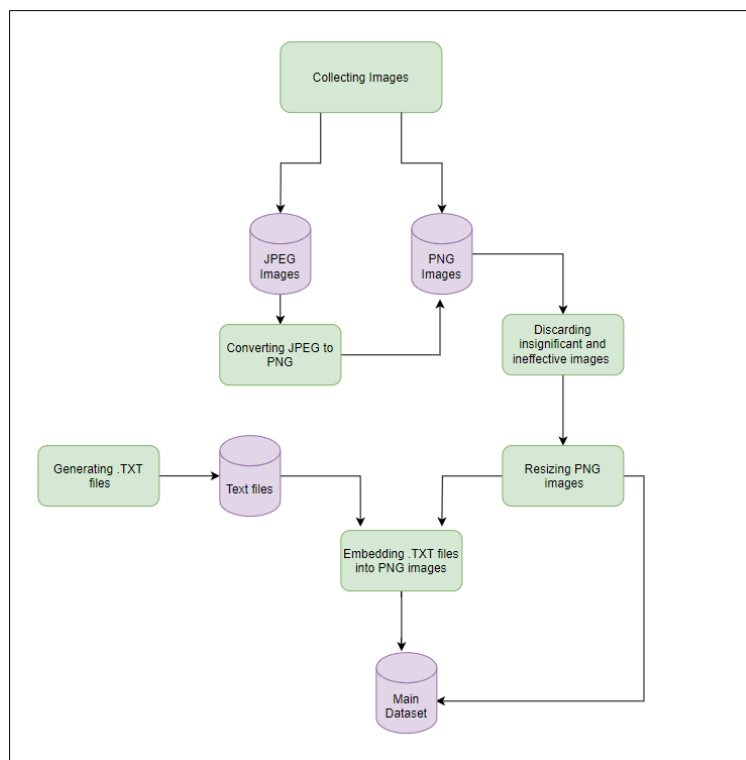 Collecting Images
JPEG
Images
PNG
Images
Converting JPEG to
PNG
Discarding
insignificant and
ineffective images
Generating .TXT
files
Text files
Resizing PNG
images
Embedding .TXT files
into PNG images
Main
Dataset